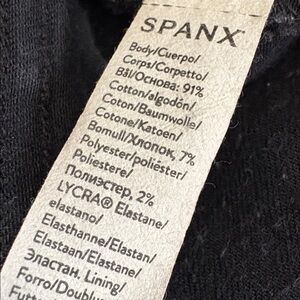 SPANX
Body/Cuerpo/
Corps/Corpetto/
Bál/Основа: 91%
Cotton/algodón/
Coton/Baumwolle/
Cotone/Katoen/
Bomull/Хлопок, 7%
Polyester/poliéster/
Poliestere/
Полиэстер, 2%
LYCRA® Elastane/
elastano/
Elasthanne/Elastan/
Elastaan/Elastane/
Эластан. Lining/
Forro/Doublure/